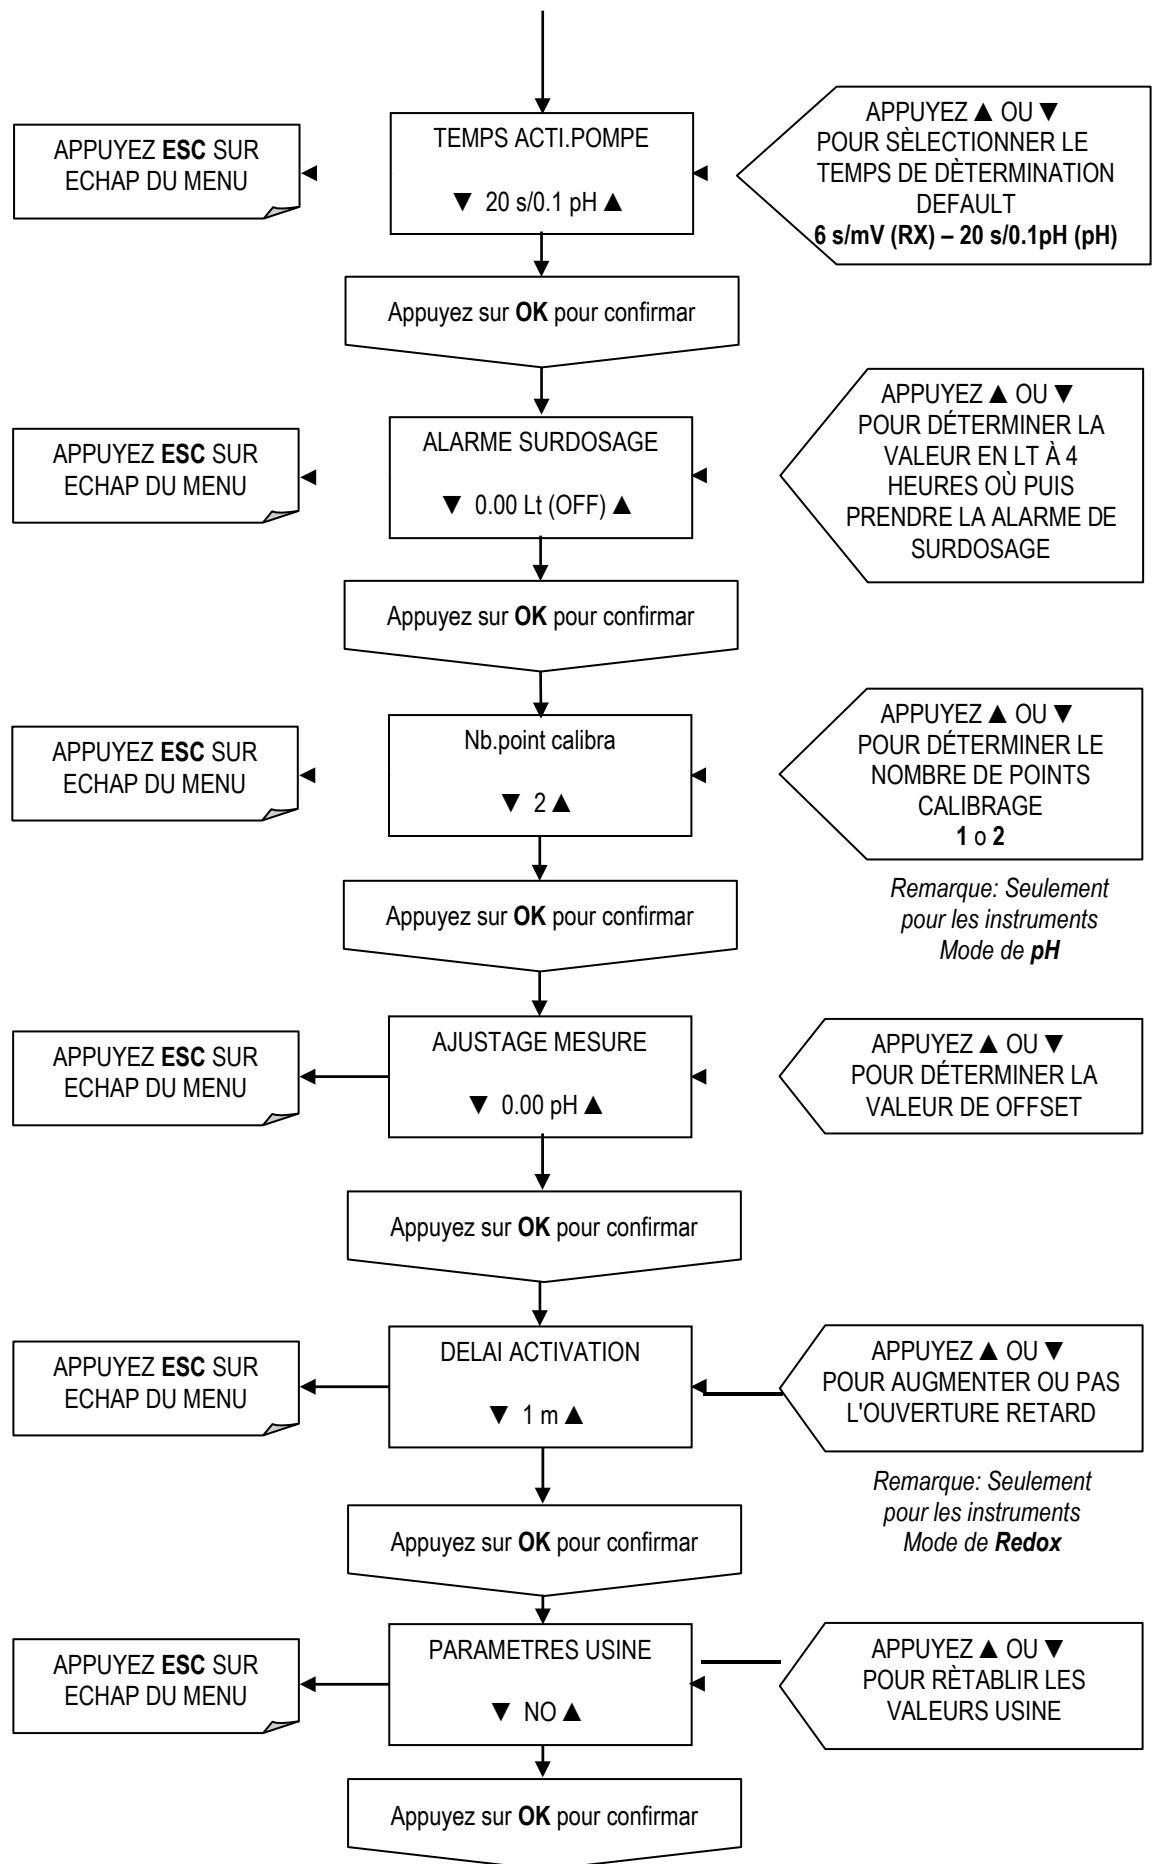 APPUYEZ ESC SUR
ECHAP DU MENU
TEMPS ACTI.POMPE
▼ 20 s/0.1 pH ▲
APPUYEZ ▲ OU ▼
POUR SÈLECTIONNER LE
TEMPS DE DÈTERMINATION
DEFAULT
6 s/mV (RX) – 20 s/0.1pH (pH)
Appuyez sur OK pour confirmar
APPUYEZ ESC SUR
ECHAP DU MENU
ALARME SURDOSAGE
▼ 0.00 Lt (OFF) ▲
APPUYEZ ▲ OU ▼
POUR DÉTERMINER LA
VALEUR EN LT À 4
HEURES OÙ PUIS
PRENDRE LA ALARME DE
SURDOSAGE
Appuyez sur OK pour confirmar
APPUYEZ ESC SUR
ECHAP DU MENU
Nb.point calibra
▼ 2 ▲
APPUYEZ ▲ OU ▼
POUR DÉTERMINER LE
NOMBRE DE POINTS
CALIBRAGE
1 o 2
Remarque: Seulement
pour les instruments
Mode de pH
Appuyez sur OK pour confirmar
APPUYEZ ESC SUR
ECHAP DU MENU
AJUSTAGE MESURE
▼ 0.00 pH ▲
APPUYEZ ▲ OU ▼
POUR DÉTERMINER LA
VALEUR DE OFFSET
Appuyez sur OK pour confirmar
APPUYEZ ESC SUR
ECHAP DU MENU
DELAI ACTIVATION
▼ 1 m ▲
APPUYEZ ▲ OU ▼
POUR AUGMENTER OU PAS
L'OUVERTURE RETARD
Remarque: Seulement
pour les instruments
Mode de Redox
Appuyez sur OK pour confirmar
APPUYEZ ESC SUR
ECHAP DU MENU
PARAMETRES USINE
▼ NO ▲
APPUYEZ ▲ OU ▼
POUR RÈTABLIR LES
VALEURS USINE
Appuyez sur OK pour confirmar